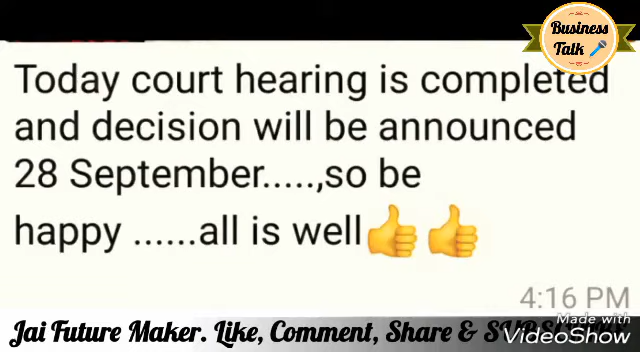 Business
Talk
Today court hearing is completed
and decision will be announced
28 September.....,so be
happy ......all is well👍👍
4:16 PM
Made with
VideoShow
Jai Future Maker. Like, Comment, Share &